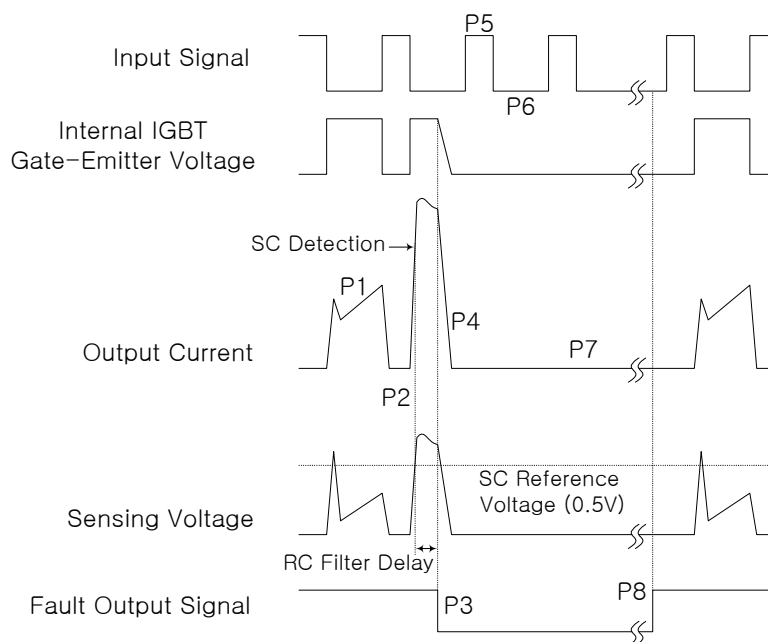 P5
Input Signal
P6
Internal IGBT
Gate-Emitter Voltage
SC Detection
P1
P4
Output Current
P7
P2
SC Reference
Voltage (0.5V)
Sensing Voltage
RC Filter Delay
Fault Output Signal
P3
P8